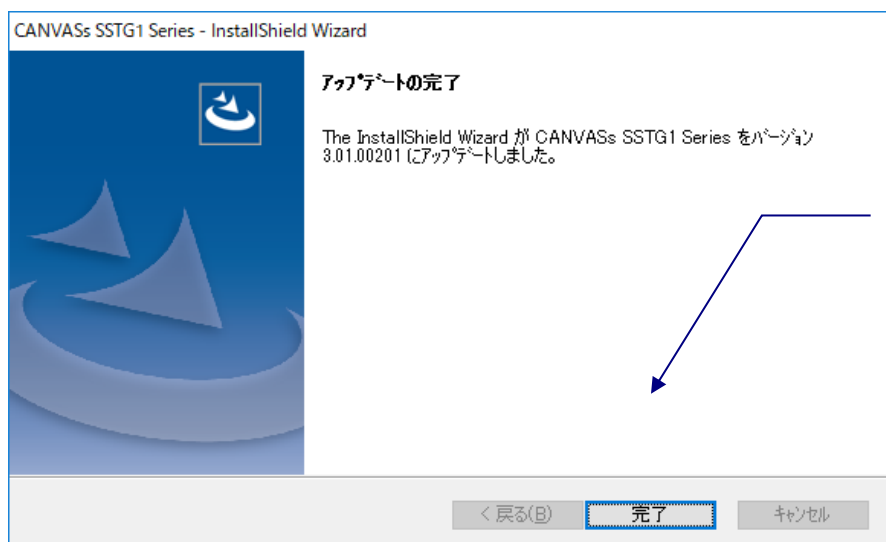 CANVASs SSTG1 Series - InstallShield Wizard
ｱｯﾌﾟﾃﾞｰﾄの完了
The InstallShield Wizard が CANVASs SSTG1 Series をﾊﾞｰｼﾞｮﾝ
3.01.00201 にｱｯﾌﾟﾃﾞｰﾄしました。
< 戻る(B) 完了 ｷｬﾝｾﾙ